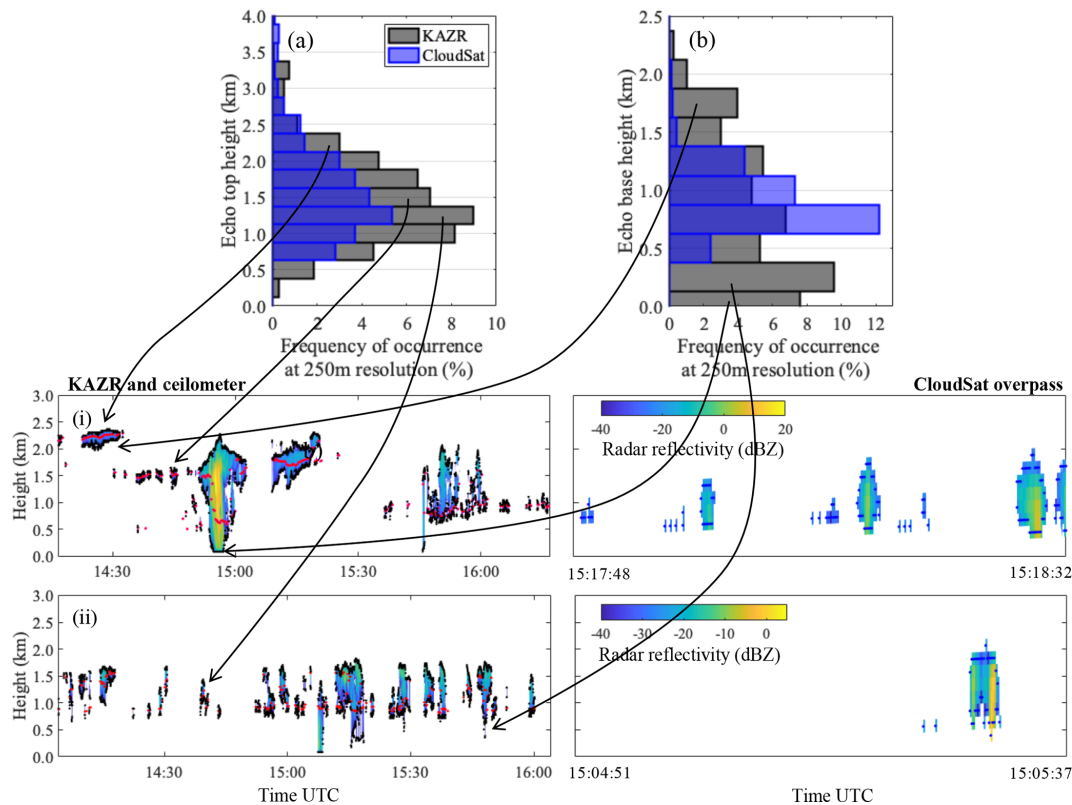 4.0
3.5
3.0
2.5
2.0
1.5
1.0
0.5
0.0
Echo top height (km)
(a)
KAZR
CloudSat
0 2 4 6 8 10
Frequency of occurrence
at 250m resolution (%)
2.5
2.0
1.5
1.0
0.5
0.0
Echo base height (km)
(b)
0 2 4 6 8 10 12
Frequency of occurrence
at 250m resolution (%)
KAZR and ceilometer
CloudSat overpass
3.0
2.5
2.0
1.5
1.0
0.5
0.0
Height (km)
(i)
14:30 15:00 15:30 16:00
-40 -20 0 20
Radar reflectivity (dBZ)
15:17:48 15:18:32
3.0
2.5
2.0
1.5
1.0
0.5
0.0
Height (km)
(ii)
14:30 15:00 15:30 16:00
Time UTC
-40 -30 -20 -10 0
Radar reflectivity (dBZ)
15:04:51 15:05:37
Time UTC